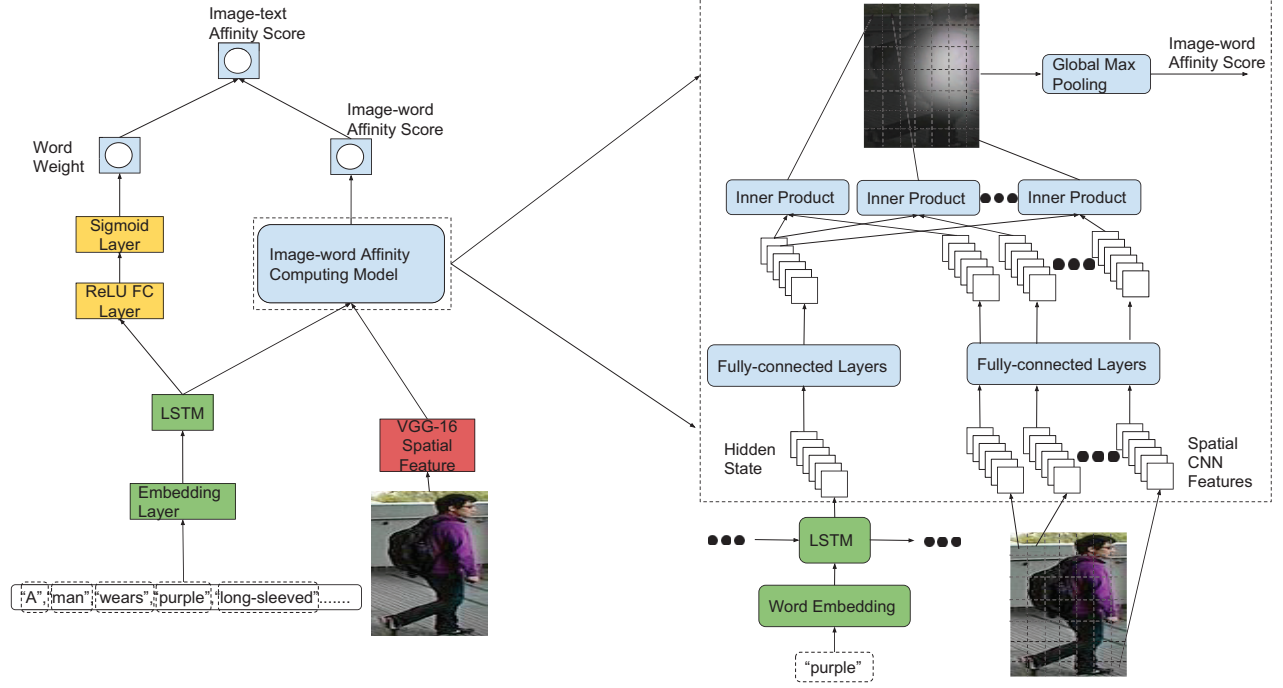 Image-text
Affinity Score
Image-word
Affinity Score
Word
Weight
Sigmoid
Layer
ReLU FC
Layer
Image-word Affinity
Computing Model
LSTM
VGG-16
Spatial
Feature
Embedding
Layer
“A”, “man” “wears”, “purple” “long-sleeved”.......
Global Max
Pooling
Image-word
Affinity Score
Inner Product
Inner Product
Inner Product
Fully-connected Layers
Fully-connected Layers
Hidden
State
Spatial
CNN
Features
LSTM
Word Embedding
“purple”